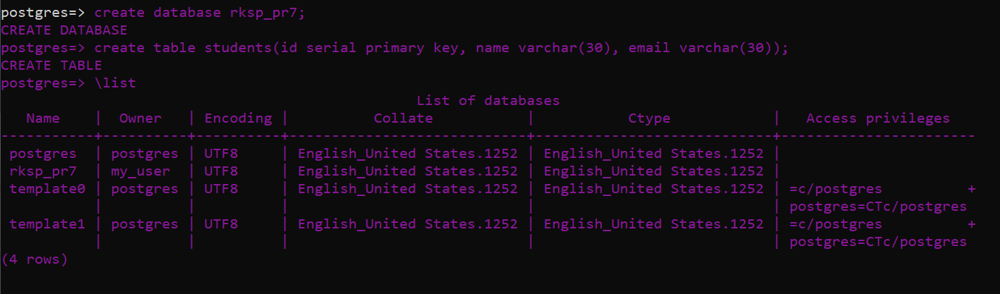 postgres=> create database rksp_pr7;
CREATE DATABASE
postgres=> create table students(id serial primary key, name varchar(30), email varchar(30));
CREATE TABLE
postgres=> \list
                                                 List of databases
   Name    |  Owner   | Encoding |          Collate           |           Ctype            |   Access privileges
-----------+----------+----------+----------------------------+----------------------------+-----------------------
 postgres  | postgres | UTF8     | English_United States.1252 | English_United States.1252 |
 rksp_pr7  | my_user  | UTF8     | English_United States.1252 | English_United States.1252 |
 template0 | postgres | UTF8     | English_United States.1252 | English_United States.1252 | =c/postgres          +
           |          |          |                            |                            | postgres=CTc/postgres
 template1 | postgres | UTF8     | English_United States.1252 | English_United States.1252 | =c/postgres          +
           |          |          |                            |                            | postgres=CTc/postgres
(4 rows)